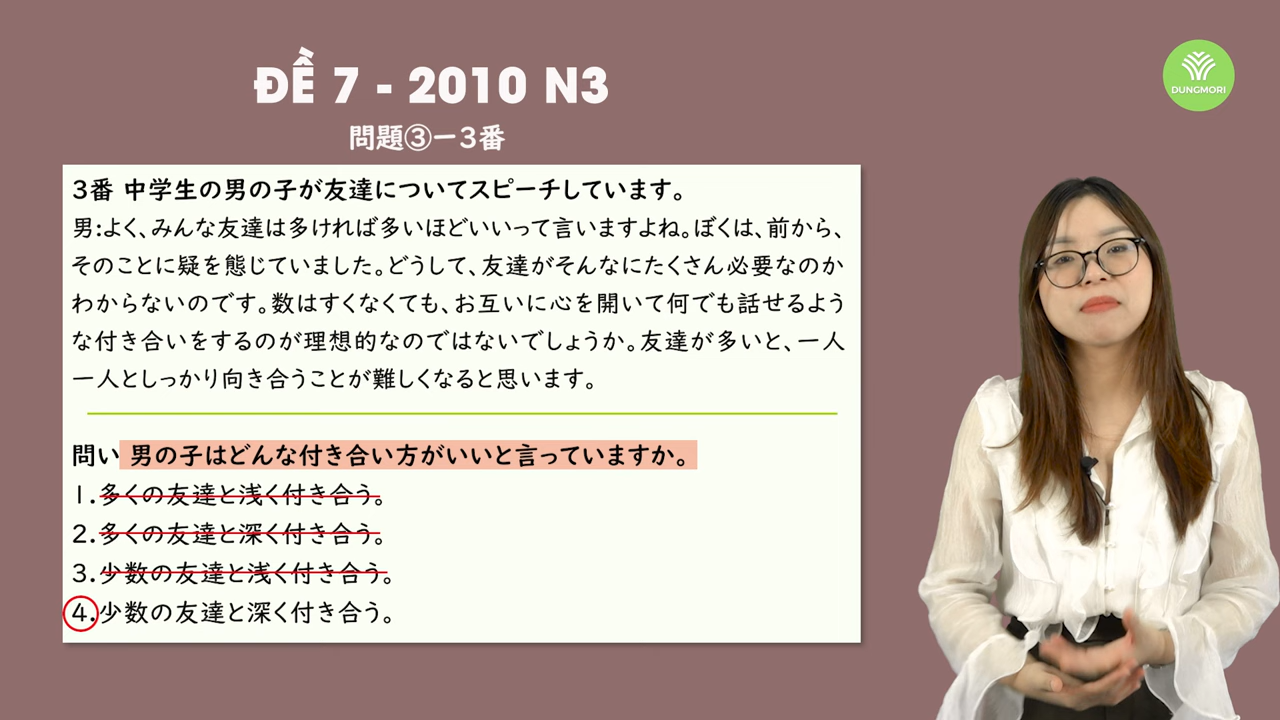 ĐỀ 7 - 2010 N3
DUNGMORI
問題③ー3番
3番 中学生の男の子が友達についてスピーチしています。
男:よく、みんな友達は多ければ多いほどいいって言いますよね。ぼくは、前から、
そのことに疑を態じていました。どうして、友達がそんなにたくさん必要なのか
わからないのです。数はすくなくても、お互いに心を開いて何でも話せるよう
な付き合いをするのが理想的なのではないでしょうか。友達が多いと、一人
一人としっかり向き合うことが難しくなると思います。
問い 男の子はどんな付き合い方がいいと言っていますか。
1.多くの友達と浅く付き合う。
2.多くの友達と深く付き合う。
3.少数の友達と浅く付き合う。
4.少数の友達と深く付き合う。